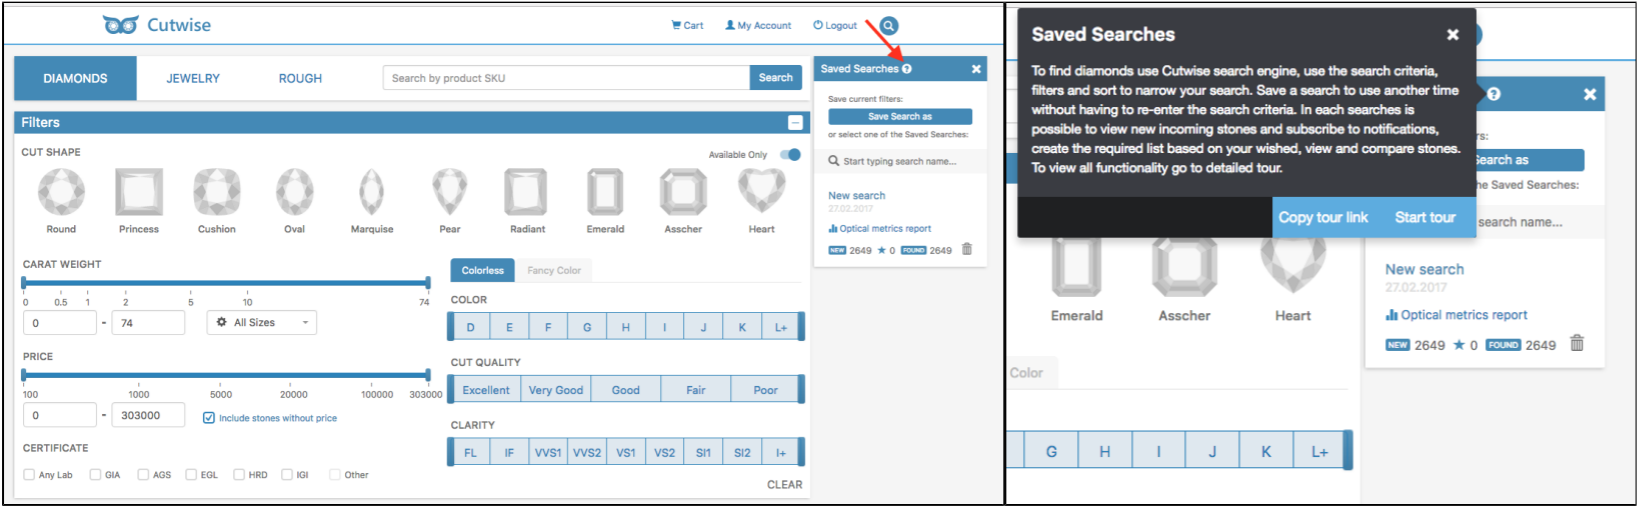 Cutwise
Cart
My Account
Logout
DIAMONDS
JEWELRY
ROUGH
Search by product SKU
Search
Filters
CUT SHAPE
Available Only
Round
Princess
Cushion
Oval
Marquise
Pear
Radiant
Emerald
Asscher
Heart
CARAT WEIGHT
0 0.5 1 2 5 10 74
0 - 74
All Sizes
PRICE
100 1000 5000 20000 100000 303000
0 - 303000
Include stones without price
CERTIFICATE
Any Lab GIA AGS EGL HRD IGI Other
Colorless
Fancy Color
COLOR
D E F G H I J K L+
CUT QUALITY
Excellent Very Good Good Fair Poor
CLARITY
FL IF VVS1 VVS2 VS1 VS2 SI1 SI2 I+
CLEAR
Saved Searches ?
Save current filters:
Save Search as
or select one of the Saved Searches:
Start typing search name...
New search
27.02.2017
Optical metrics report
NEW 2649 0 FOUND 2649
Saved Searches
To find diamonds use Cutwise search engine, use the search criteria,
filters and sort to narrow your search. Save a search to use another time
without having to re-enter the search criteria. In each searches is
possible to view new incoming stones and subscribe to notifications,
create the required list based on your wished, view and compare stones.
To view all functionality go to detailed tour.
Copy tour link
Start tour
?
rs:
Search as
he Saved Searches:
search name...
Emerald
Asscher
Heart
New search
27.02.2017
Optical metrics report
NEW 2649 0 FOUND 2649
Color
G H I J K L+